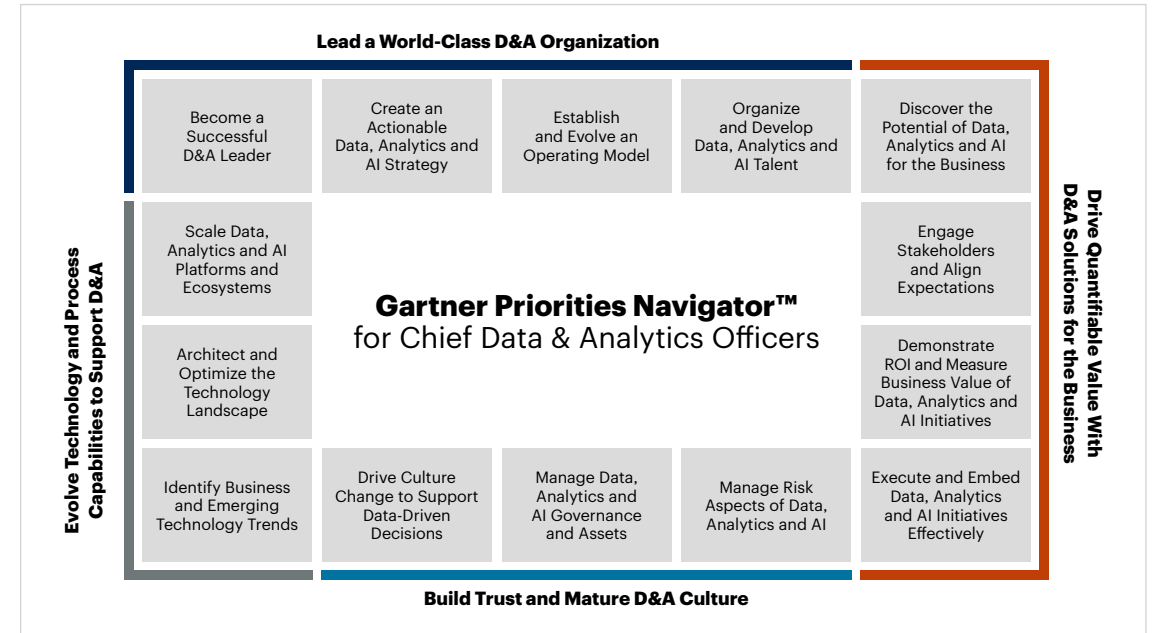 Lead a World-Class D&A Organization
Become a
Successful
D&A Leader
Create an
Actionable
Data, Analytics and
AI Strategy
Establish
and Evolve an
Operating Model
Organize
and Develop
Data, Analytics and
AI Talent
Discover the
Potential of Data,
Analytics and AI
for the Business
Scale Data,
Analytics and AI
Platforms and
Ecosystems
Engage
Stakeholders
and Align
Expectations
Gartner Priorities Navigator™
for Chief Data & Analytics Officers
Architect and
Optimize the
Technology
Landscape
Demonstrate
ROI and Measure
Business Value of
Data, Analytics and
AI Initiatives
Identify Business
and Emerging
Technology Trends
Drive Culture
Change to Support
Data-Driven
Decisions
Manage Data,
Analytics and
AI Governance
and Assets
Manage Risk
Aspects of Data,
Analytics and AI
Execute and Embed
Data, Analytics
and AI Initiatives
Effectively
Evolve Technology and Process
Capabilities to Support D&A
Drive Quantifiable Value With
D&A Solutions for the Business
Build Trust and Mature D&A Culture